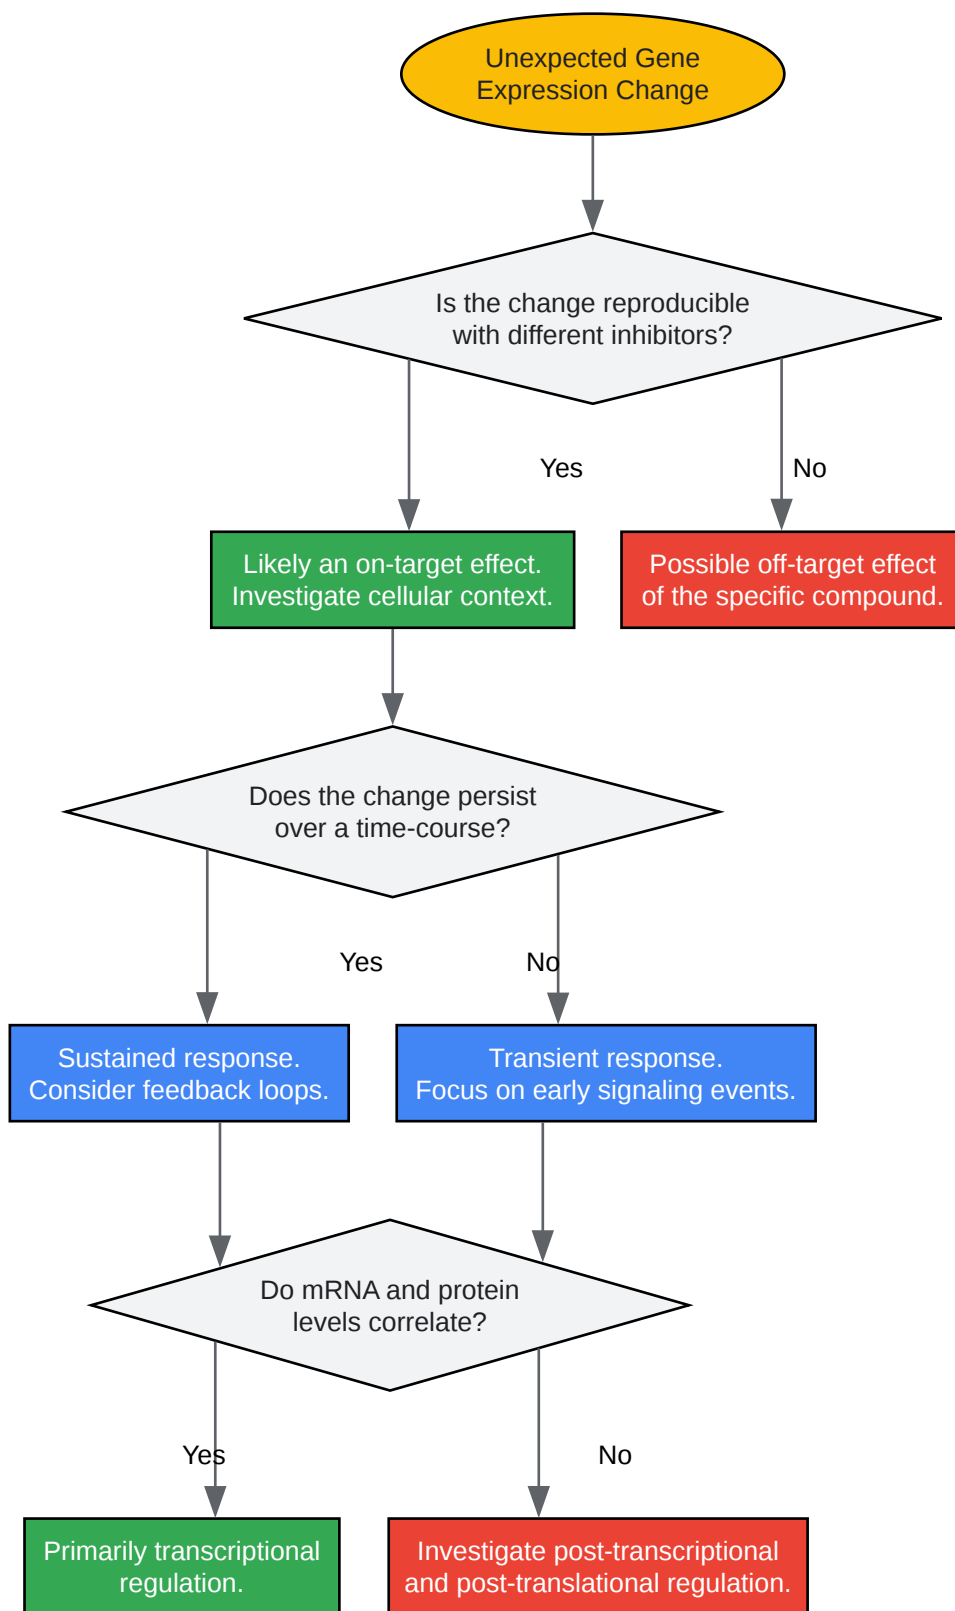 Unexpected Gene
Expression Change
Is the change reproducible
with different inhibitors?
Yes
No
Likely an on-target effect.
Investigate cellular context.
Possible off-target effect
of the specific compound.
Does the change persist
over a time-course?
Yes
No
Sustained response.
Consider feedback loops.
Transient response.
Focus on early signaling events.
Do mRNA and protein
levels correlate?
Yes
No
Primarily transcriptional
regulation.
Investigate post-transcriptional
and post-translational regulation.